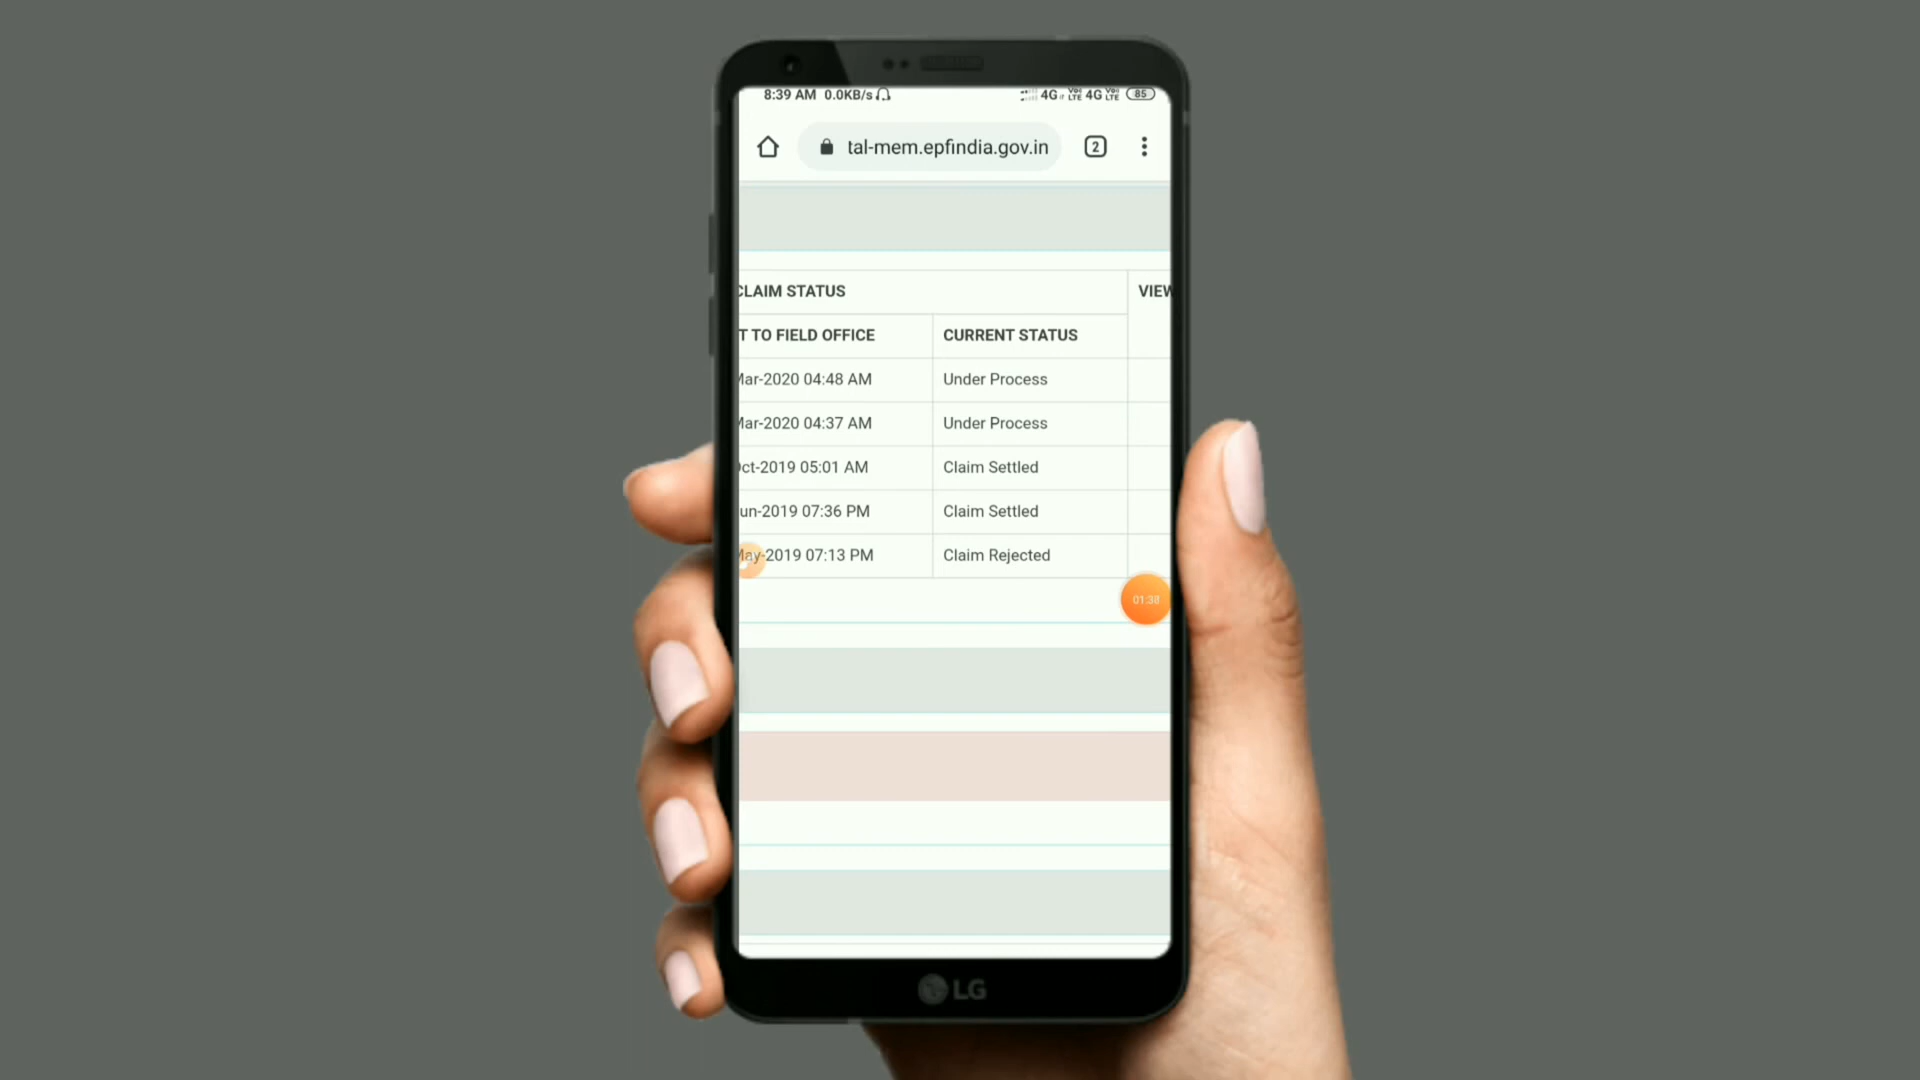 8:39 AM 0.0KB/s 4G VoLTE 4G VoLTE 85
tal-mem.epfindia.gov.in 2
CLAIM STATUS VIEW
T TO FIELD OFFICE CURRENT STATUS
Mar-2020 04:48 AM Under Process
Mar-2020 04:37 AM Under Process
Oct-2019 05:01 AM Claim Settled
un-2019 07:36 PM Claim Settled
May-2019 07:13 PM Claim Rejected
01:38
LG